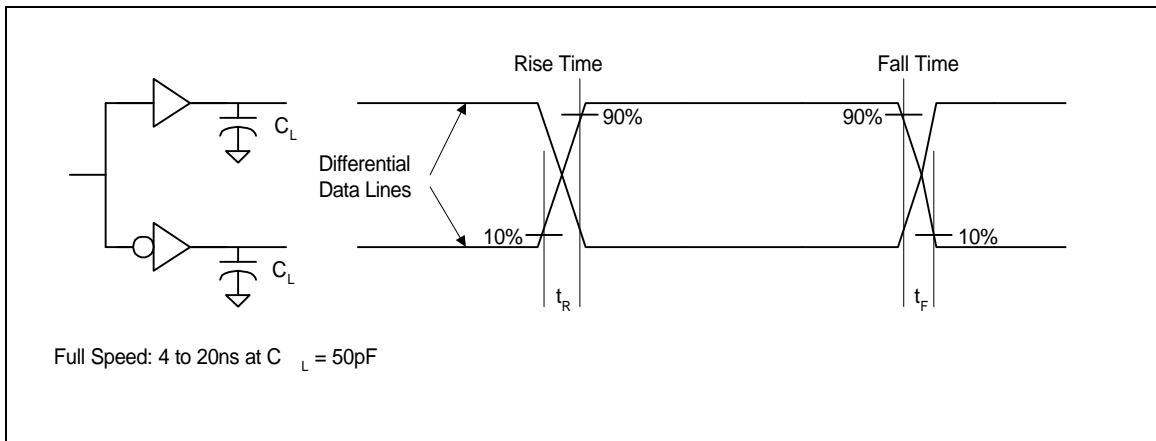 Rise Time
Fall Time
90%
90%
C L
Differential
Data Lines
10%
10%
C L
t R
t F
Full Speed: 4 to 20ns at C L = 50pF